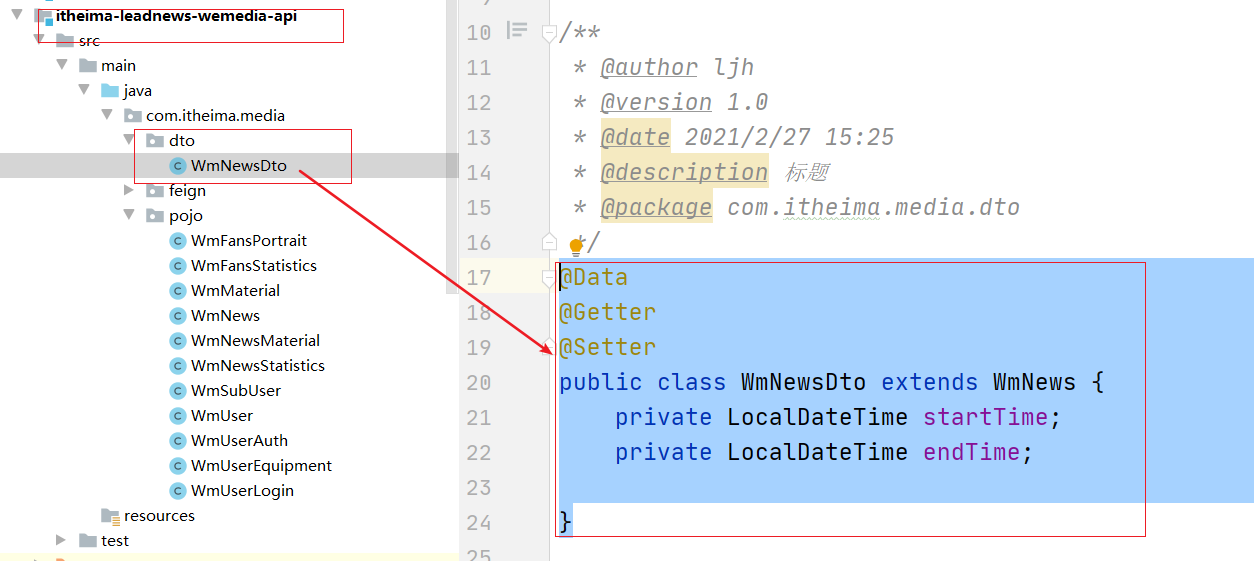 itheima-leadnews-wemedia-api
src
main
java
com.itheima.media
dto
WmNewsDto
feign
pojo
WmFansPortrait
WmFansStatistics
WmMaterial
WmNews
WmNewsMaterial
WmNewsStatistics
WmSubUser
WmUser
WmUserAuth
WmUserEquipment
WmUserLogin
resources
test
10 /**
11 * @author ljh
12 * @version 1.0
13 * @date 2021/2/27 15:25
14 * @description 标题
15 * @package com.itheima.media.dto
16 */
17 @Data
18 @Getter
19 @Setter
20 public class WmNewsDto extends WmNews {
21 private LocalDateTime startTime;
22 private LocalDateTime endTime;
23
24 }
25